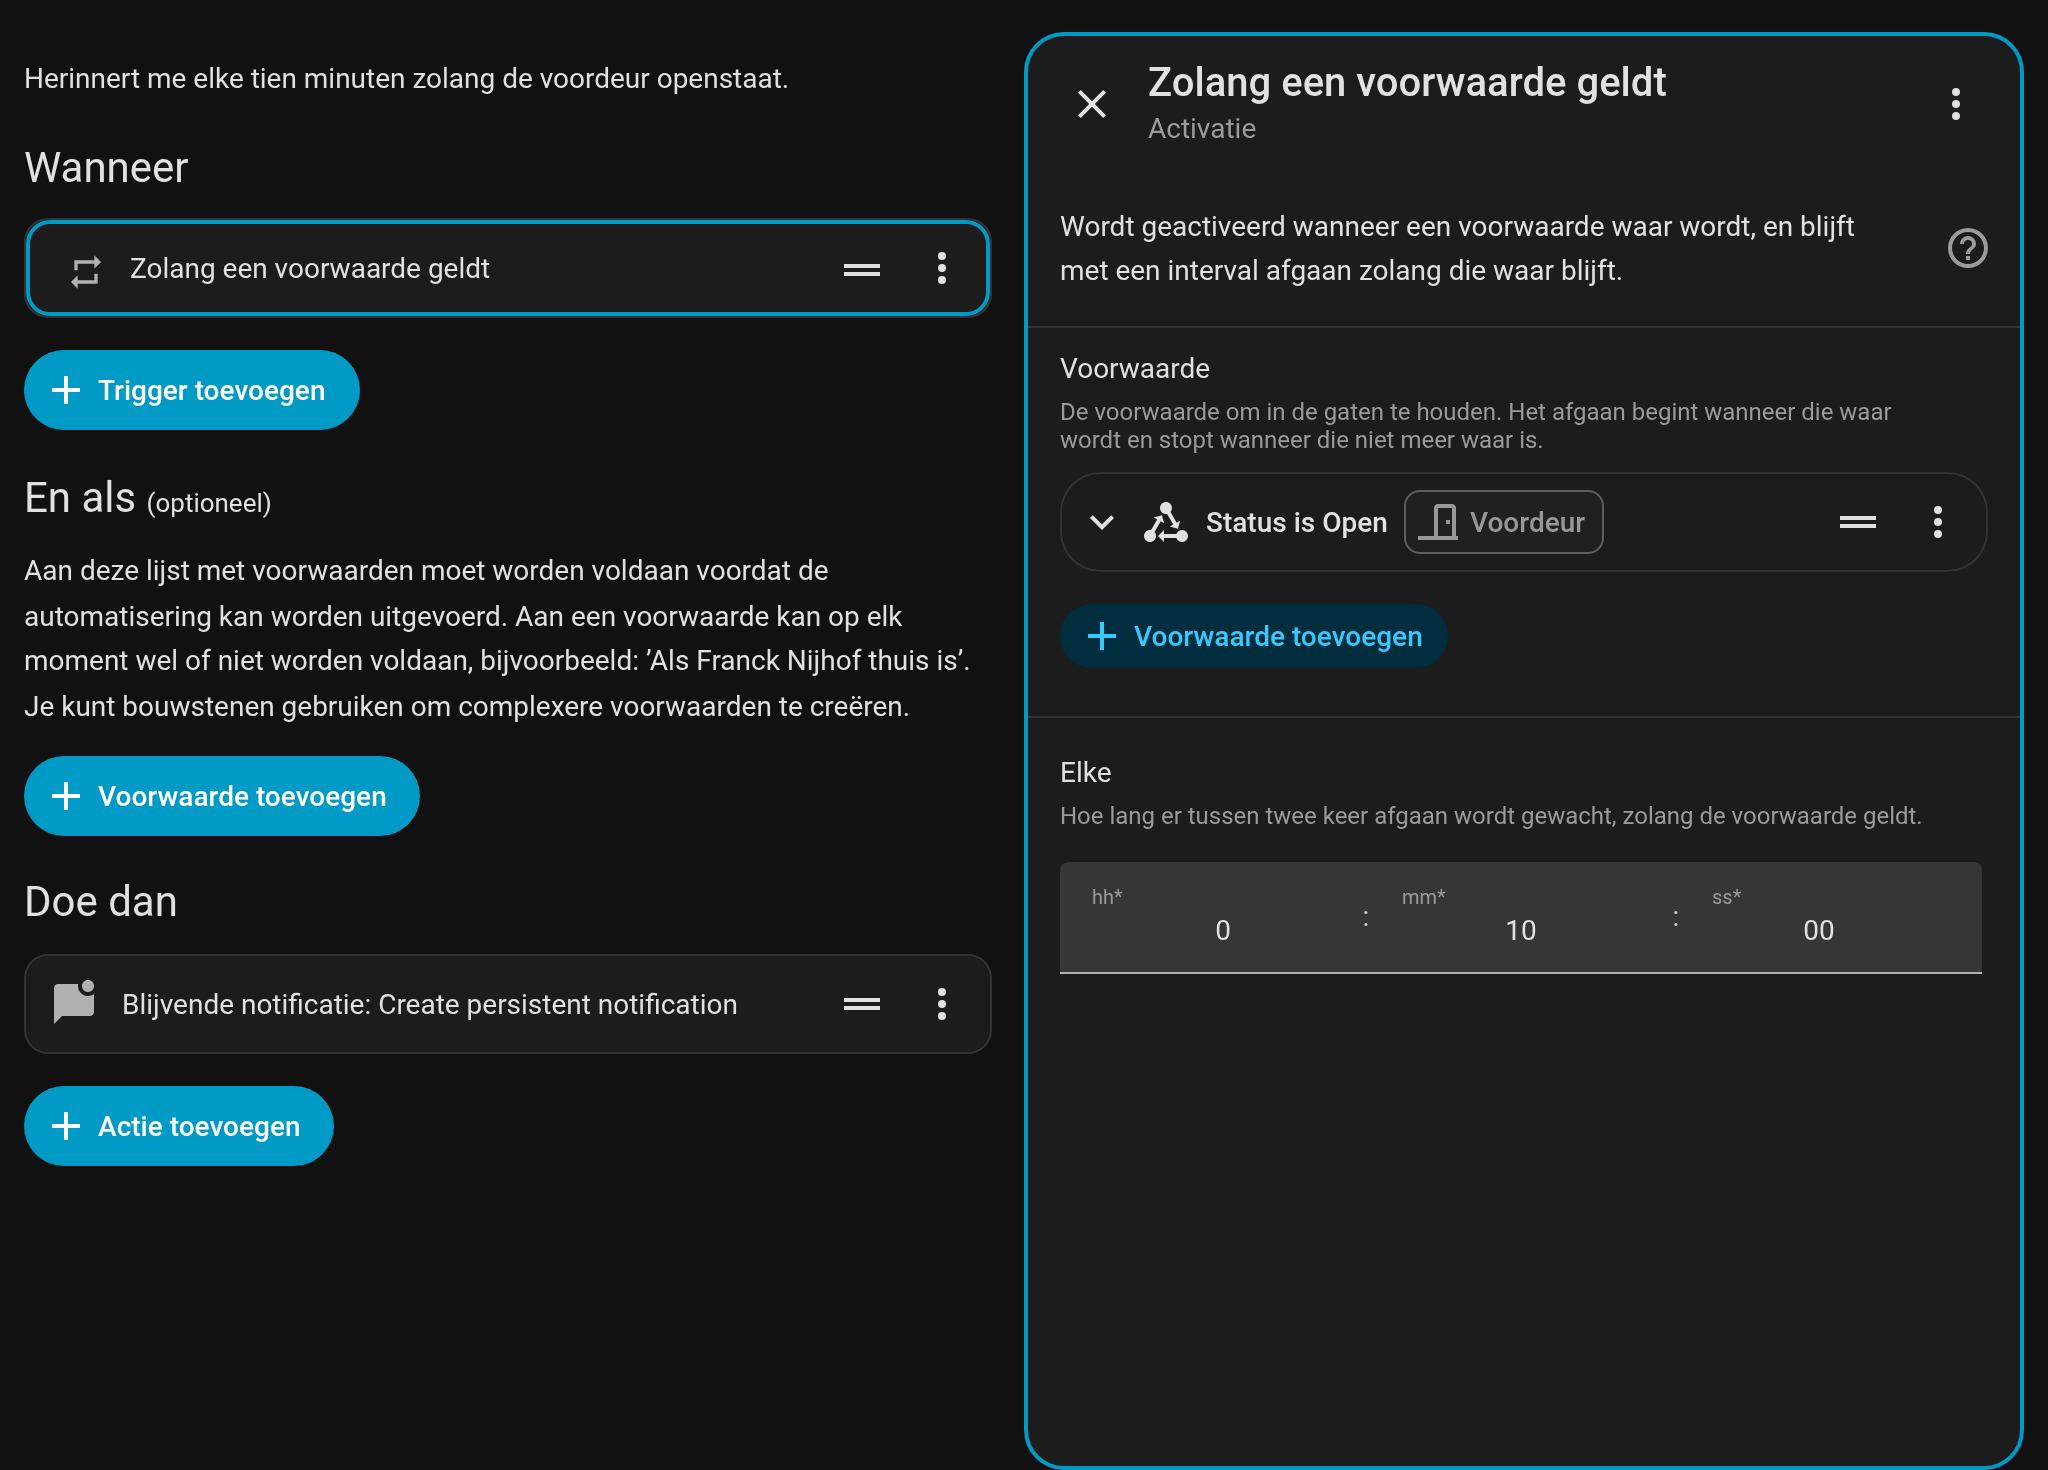 Herinnert me elke tien minuten zolang de voordeur openstaat.
Wanneer
Zolang een voorwaarde geldt
Trigger toevoegen
En als (optioneel)
Aan deze lijst met voorwaarden moet worden voldaan voordat de
automatisering kan worden uitgevoerd. Aan een voorwaarde kan op elk
moment wel of niet worden voldaan, bijvoorbeeld: ’Als Franck Nijhof thuis is’.
Je kunt bouwstenen gebruiken om complexere voorwaarden te creëren.
Voorwaarde toevoegen
Doe dan
Blijvende notificatie: Create persistent notification
Actie toevoegen
Zolang een voorwaarde geldt
Activatie
Wordt geactiveerd wanneer een voorwaarde waar wordt, en blijft
met een interval afgaan zolang die waar blijft.
Voorwaarde
De voorwaarde om in de gaten te houden. Het afgaan begint wanneer die waar
wordt en stopt wanneer die niet meer waar is.
Status is Open Voordeur
Voorwaarde toevoegen
Elke
Hoe lang er tussen twee keer afgaan wordt gewacht, zolang de voorwaarde geldt.
hh* mm* ss*
0 : 10 : 00